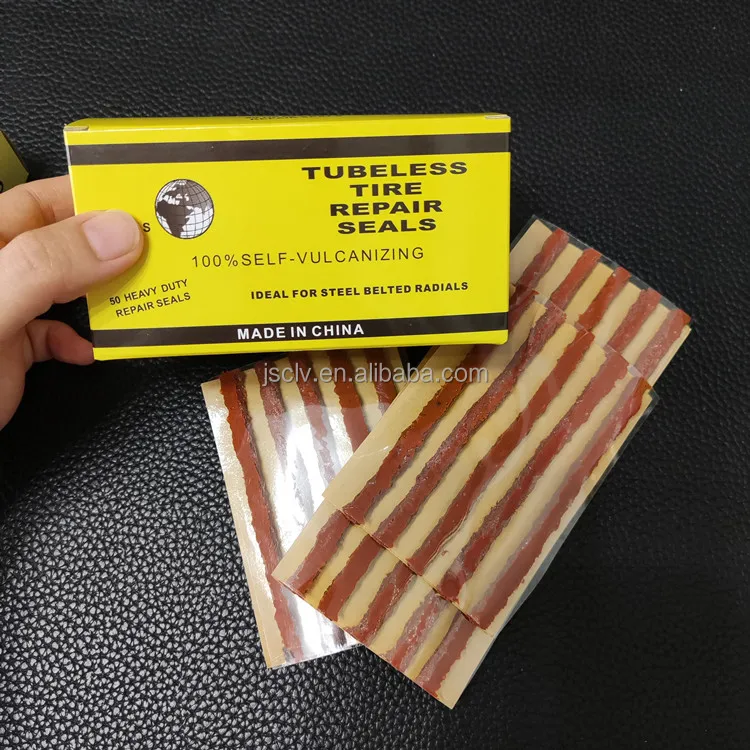 TUBELESS
TIRE
REPAIR
SEALS
S
100%SELF-VULCANIZING
50 HEAVY DUTY
REPAIR SEALS
IDEAL FOR STEEL BELTED RADIALS
MADE IN CHINA
jsclv.en.alibaba.com